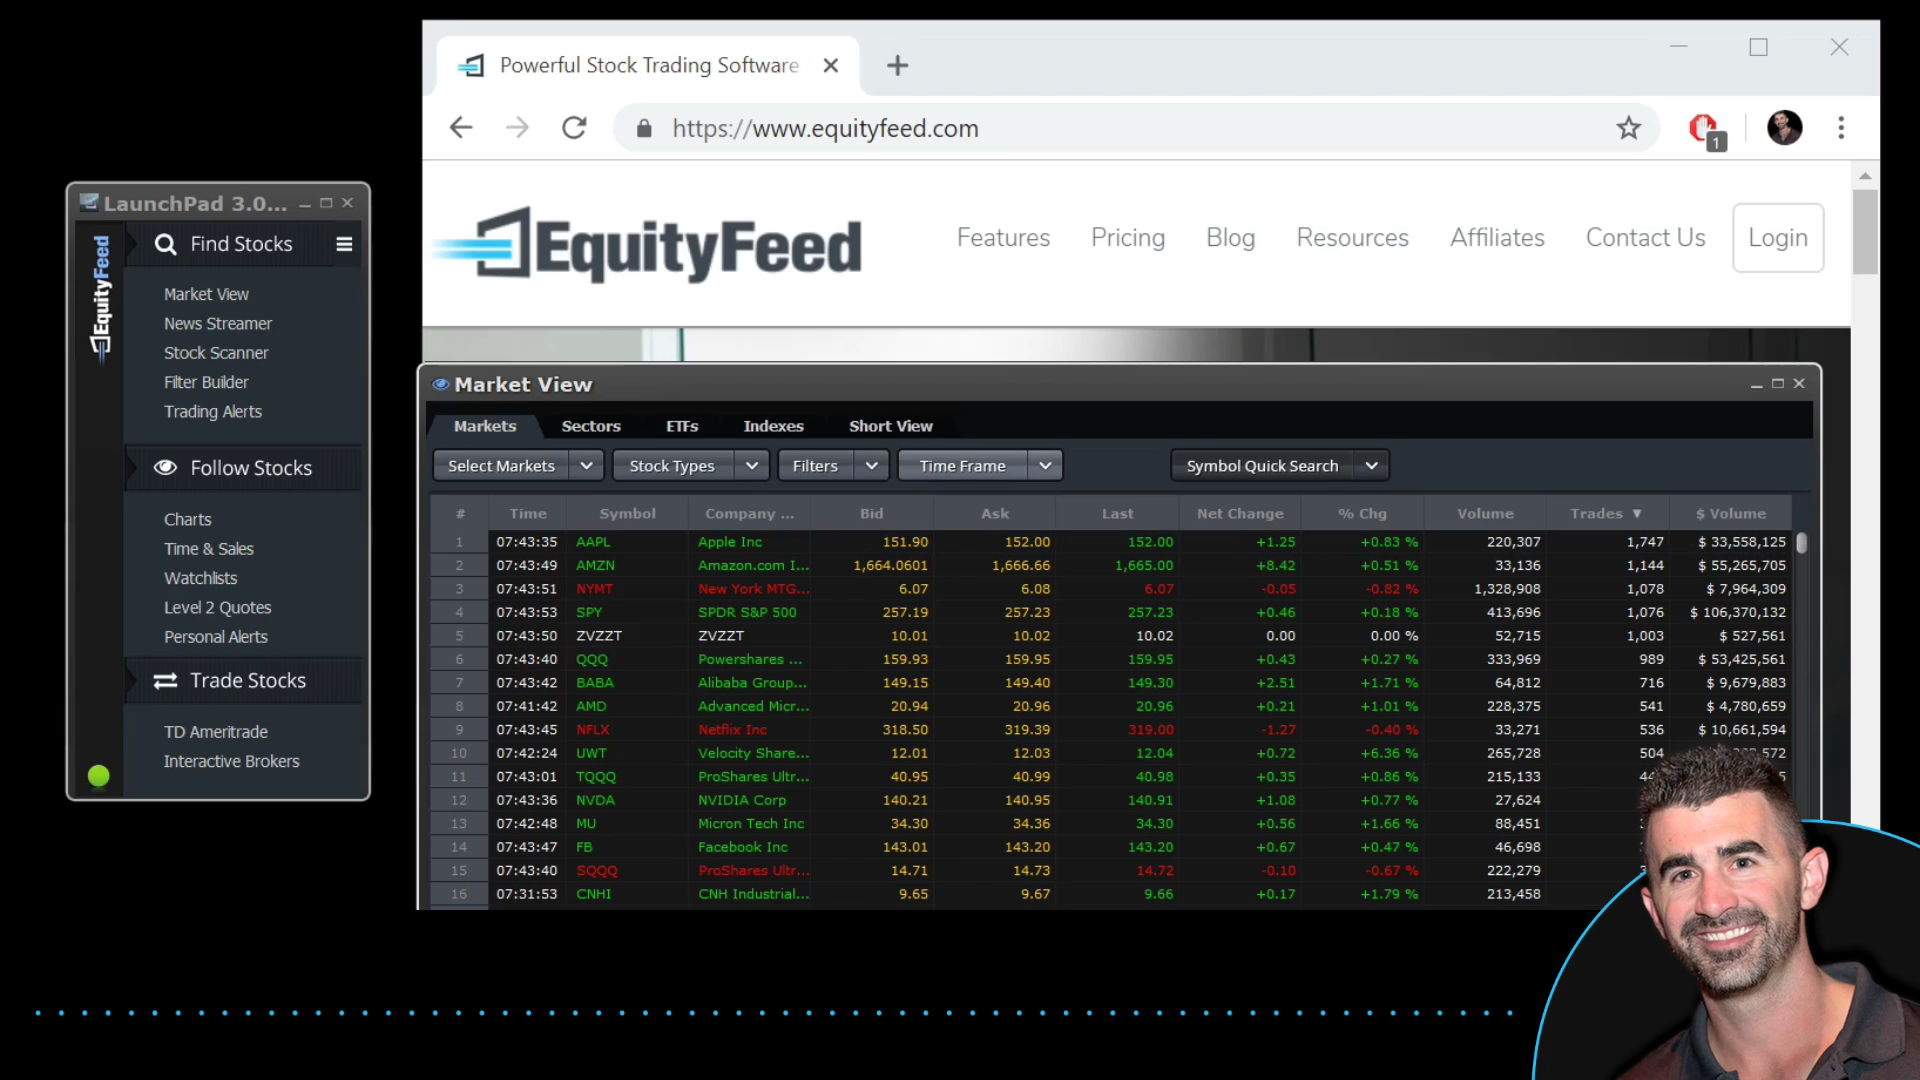 Powerful Stock Trading Software
https://www.equityfeed.com
1
EquityFeed
Features Pricing Blog Resources Affiliates Contact Us Login
LaunchPad 3.0...
EquityFeed
Find Stocks
Market View
News Streamer
Stock Scanner
Filter Builder
Trading Alerts
Follow Stocks
Charts
Time & Sales
Watchlists
Level 2 Quotes
Personal Alerts
Trade Stocks
TD Ameritrade
Interactive Brokers
Market View
Markets Sectors ETFs Indexes Short View
Select Markets Stock Types Filters Time Frame Symbol Quick Search
# Time Symbol Company ... Bid Ask Last Net Change % Chg Volume Trades ▼ $ Volume
1 07:43:35 AAPL Apple Inc 151.90 152.00 152.00 +1.25 +0.83 % 220,307 1,747 $ 33,558,125
2 07:43:49 AMZN Amazon.com I... 1,664.0601 1,666.66 1,665.00 +8.42 +0.51 % 33,136 1,144 $ 55,265,705
3 07:43:51 NYMT New York MTG... 6.07 6.08 6.07 -0.05 -0.82 % 1,328,908 1,078 $ 7,964,309
4 07:43:53 SPY SPDR S&P 500 257.19 257.23 257.23 +0.46 +0.18 % 413,696 1,076 $ 106,370,132
5 07:43:50 ZVZZT ZVZZT 10.01 10.02 10.02 0.00 0.00 % 52,715 1,003 $ 527,561
6 07:43:40 QQQ Powershares ... 159.93 159.95 159.95 +0.43 +0.27 % 333,969 989 $ 53,425,561
7 07:43:42 BABA Alibaba Group... 149.15 149.40 149.30 +2.51 +1.71 % 64,812 716 $ 9,679,883
8 07:41:42 AMD Advanced Micr... 20.94 20.96 20.96 +0.21 +1.01 % 228,375 541 $ 4,780,659
9 07:43:45 NFLX Netflix Inc 318.50 319.39 319.00 -1.27 -0.40 % 33,271 536 $ 10,661,594
10 07:42:24 UWT Velocity Share... 12.01 12.03 12.04 +0.72 +6.36 % 265,728 504
11 07:43:01 TQQQ ProShares Ultr... 40.95 40.99 40.98 +0.35 +0.86 % 215,133
12 07:43:36 NVDA NVIDIA Corp 140.21 140.95 140.91 +1.08 +0.77 % 27,624
13 07:42:48 MU Micron Tech Inc 34.30 34.36 34.30 +0.56 +1.66 % 88,451
14 07:43:47 FB Facebook Inc 143.01 143.20 143.20 +0.67 +0.47 % 46,698
15 07:43:40 SQQQ ProShares Ultr... 14.71 14.73 14.72 -0.10 -0.67 % 222,279
16 07:31:53 CNHI CNH Industrial... 9.65 9.67 9.66 +0.17 +1.79 % 213,458